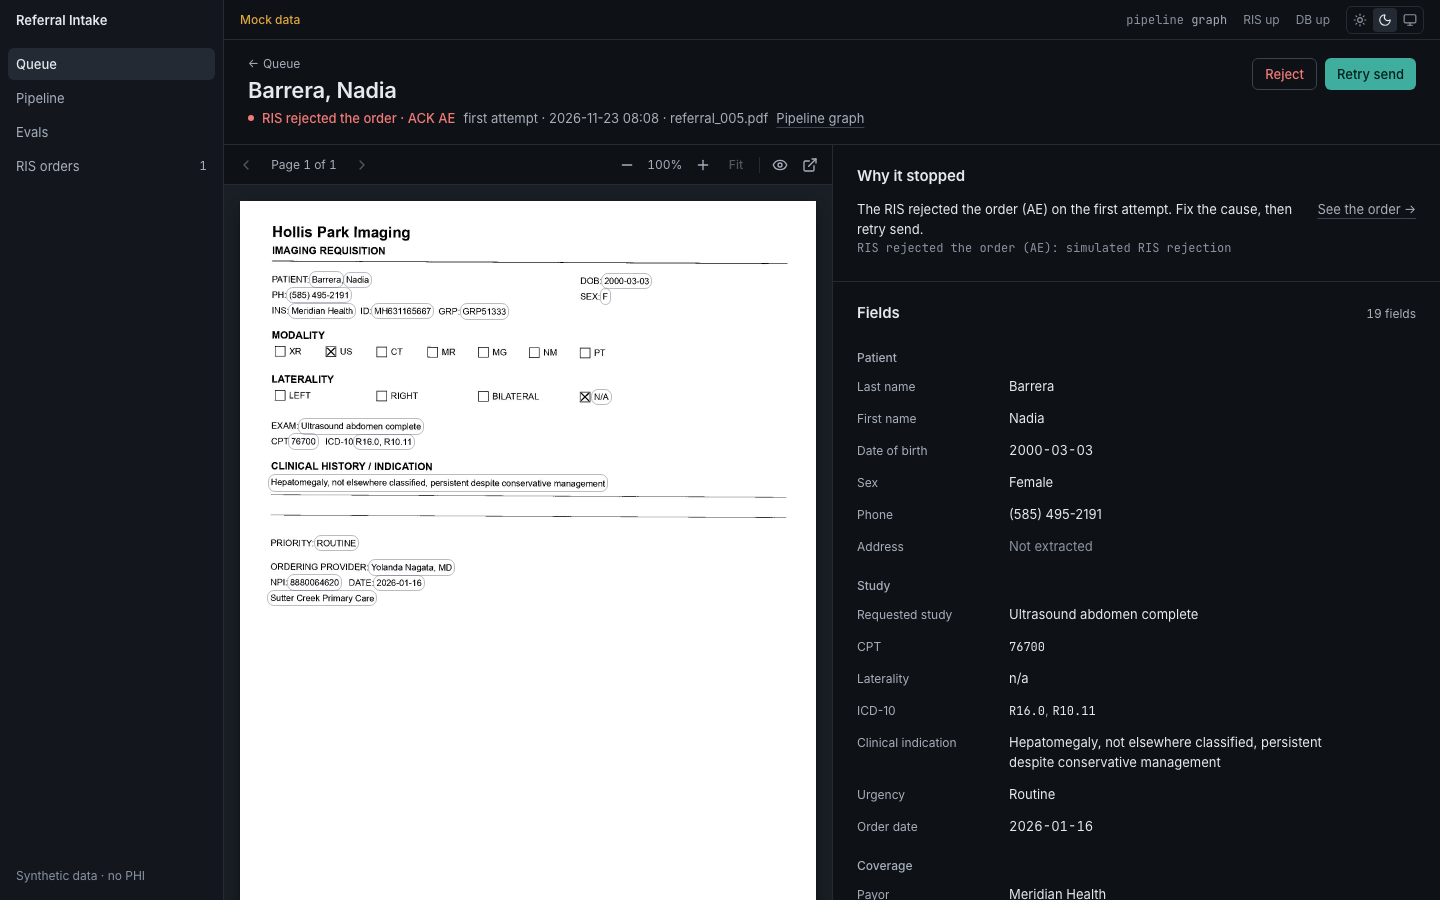 Referral Intake
Queue
Pipeline
Evals
RIS orders 1
Synthetic data · no PHI
Mock data
pipeline graph RIS up DB up
← Queue
Barrera, Nadia
RIS rejected the order · ACK AE first attempt · 2026-11-23 08:08 · referral_005.pdf Pipeline graph
Reject Retry send
Page 1 of 1 100% Fit
Hollis Park Imaging
IMAGING REQUISITION
PATIENT: Barrera, Nadia DOB: 2000-03-03
PH: (585) 495-2191 SEX: F
INS: Meridian Health ID: MH631165667 GRP: GRP51333
MODALITY
XR US CT MR MG NM PT
LATERALITY
LEFT RIGHT BILATERAL N/A
EXAM: Ultrasound abdomen complete
CPT 76700 ICD-10 R16.0, R10.11
CLINICAL HISTORY / INDICATION
Hepatomegaly, not elsewhere classified, persistent despite conservative management
PRIORITY: ROUTINE
ORDERING PROVIDER: Yolanda Nagata, MD
NPI: 8880064620 DATE: 2026-01-16
Sutter Creek Primary Care
Why it stopped
The RIS rejected the order (AE) on the first attempt. Fix the cause, then
retry send.
See the order →
RIS rejected the order (AE): simulated RIS rejection
Fields 19 fields
Patient
Last name Barrera
First name Nadia
Date of birth 2000-03-03
Sex Female
Phone (585) 495-2191
Address Not extracted
Study
Requested study Ultrasound abdomen complete
CPT 76700
Laterality n/a
ICD-10 R16.0, R10.11
Clinical indication Hepatomegaly, not elsewhere classified, persistent
despite conservative management
Urgency Routine
Order date 2026-01-16
Coverage
Payor Meridian Health